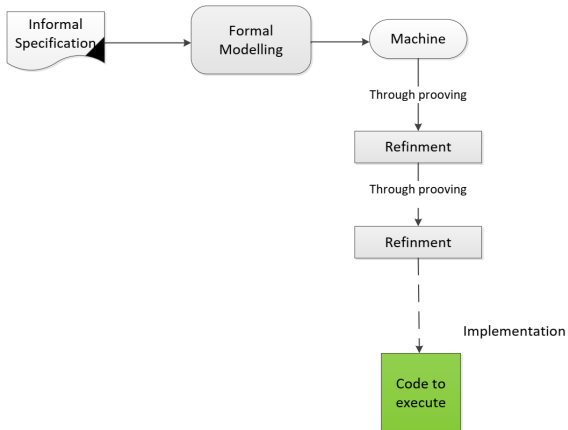 Informal
Specification
Formal
Modelling
Machine
Through prooving
Refinment
Through prooving
Refinment
Implementation
Code to
execute